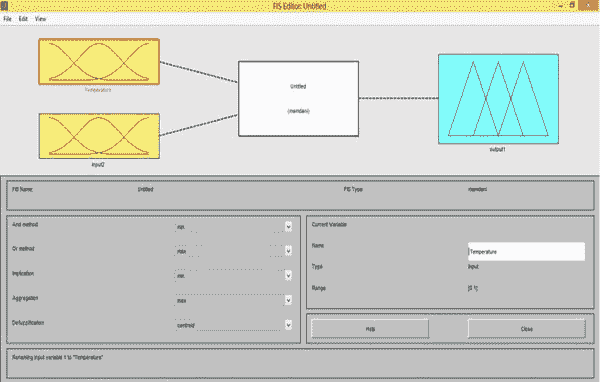 FIS Editor: Untitled
File Edit View
Temperature
Untitled
(mamdani)
input2
output1
FIS Name: Untitled FIS Type mamdani
And method min
Or method max
Implication min
Aggregation max
Defuzzification centroid
Current Variable
Name Temperature
Type input
Range [0 1]
Help Close
Renaming input variable 1 to "Temperature"